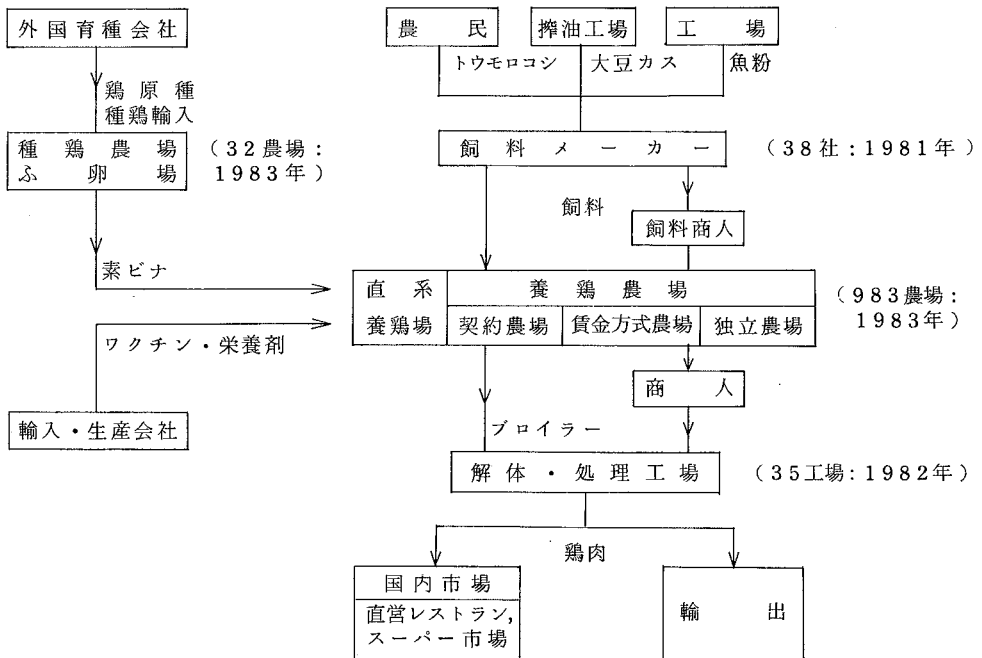 外国育種会社
農民
搾油工場
工場
トウモロコシ
大豆カス
魚粉
鶏原種
種鶏輸入
種鶏農場
ふ卵場
(32農場:
1983年)
飼料メーカー
(38社:1981年)
飼料
飼料商人
素ビナ
直系
養鶏場
養鶏農場
契約農場
賃金方式農場
独立農場
(983農場:
1983年)
ワクチン・栄養剤
輸入・生産会社
商人
ブロイラー
解体・処理工場
(35工場:1982年)
鶏肉
国内市場
直営レストラン,
スーパー市場
輸出